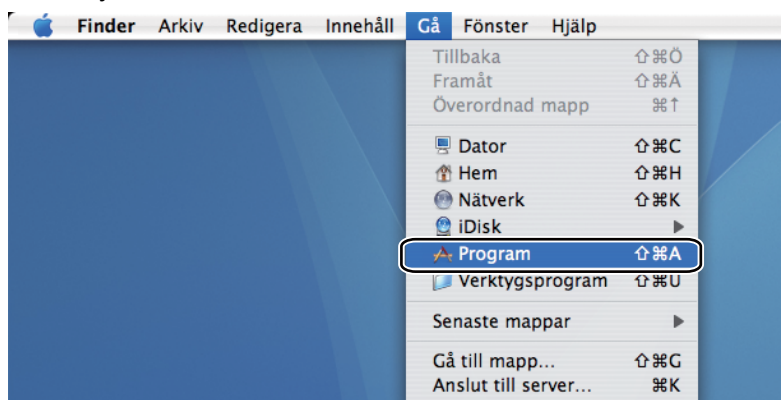 Finder Arkiv Redigera Innehåll Gå Fönster Hjälp
Tillbaka ⇧⌘Ö
Framåt ⇧⌘Ä
Överordnad mapp ⌘↑
Dator ⇧⌘C
Hem ⇧⌘H
Nätverk ⇧⌘K
iDisk ▶
Program ⇧⌘A
Verktygsprogram ⇧⌘U
Senaste mappar ▶
Gå till mapp... ⇧⌘G
Anslut till server... ⌘K